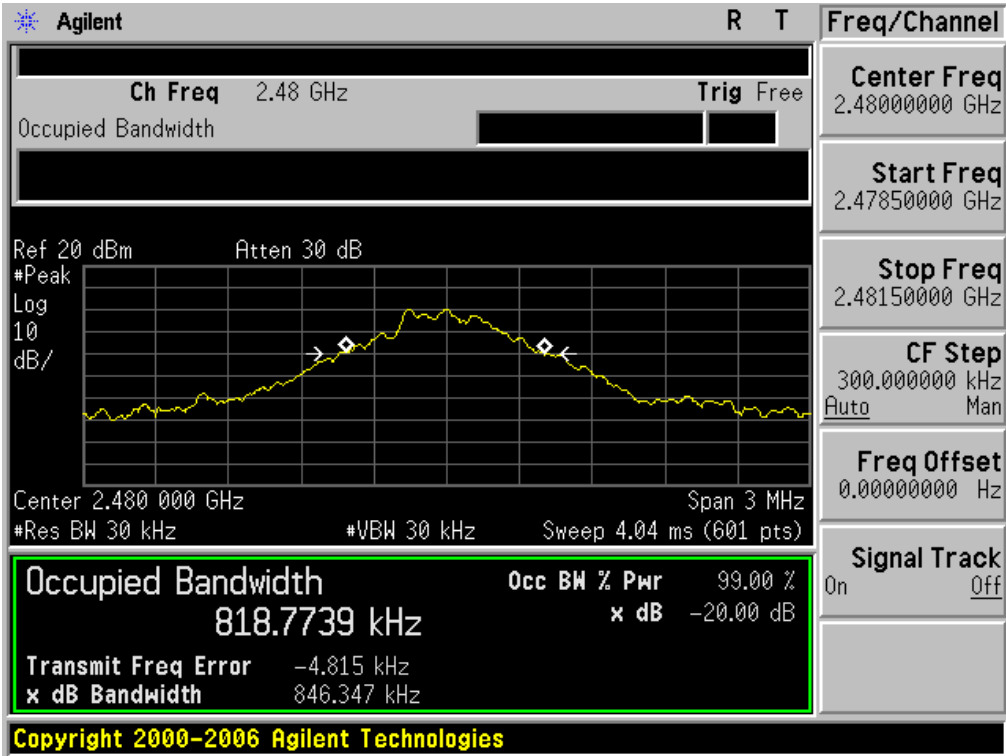 Agilent R T
Ch Freq 2.48 GHz Trig Free
Occupied Bandwidth
Ref 20 dBm Atten 30 dB
#Peak
Log
10
dB/
Center 2.480 000 GHz Span 3 MHz
#Res BW 30 kHz #VBW 30 kHz Sweep 4.04 ms (601 pts)
Occupied Bandwidth
818.7739 kHz
Occ BW % Pwr 99.00 %
x dB -20.00 dB
Transmit Freq Error -4.815 kHz
x dB Bandwidth 846.347 kHz
Copyright 2000-2006 Agilent Technologies
Freq/Channel
Center Freq
2.48000000 GHz
Start Freq
2.47850000 GHz
Stop Freq
2.48150000 GHz
CF Step
300.000000 kHz
Auto Man
Freq Offset
0.00000000 Hz
Signal Track
On Off